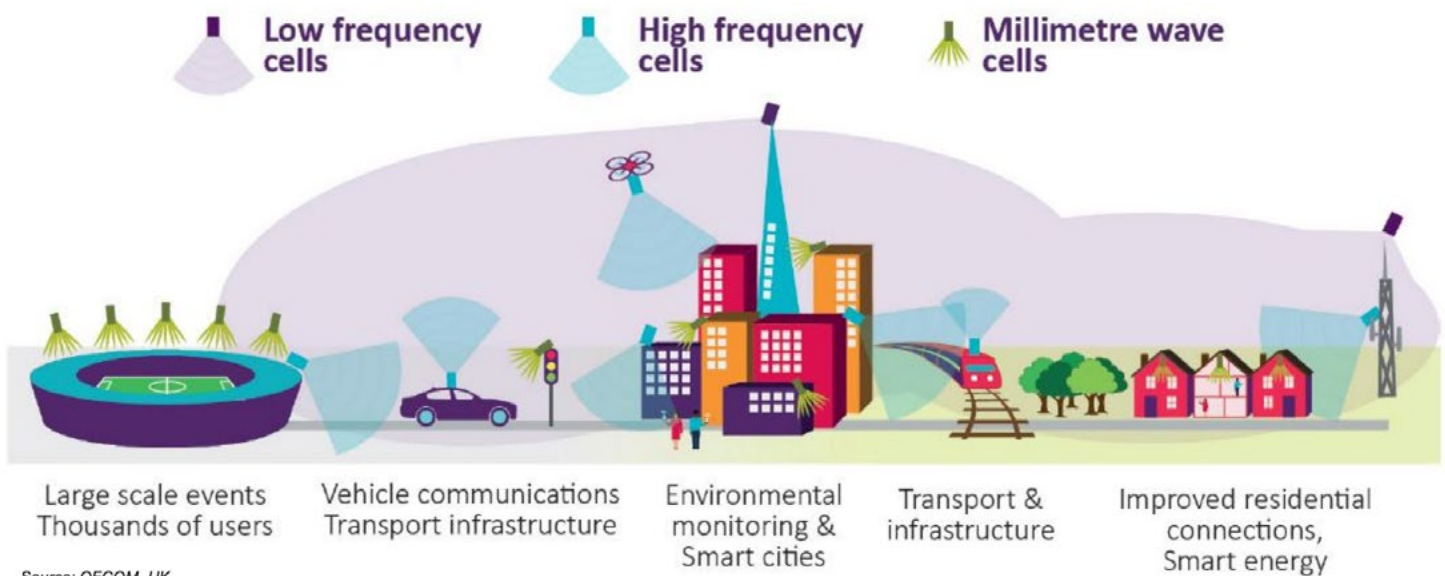 Low frequency
cells
High frequency
cells
Millimetre wave
cells
Large scale events
Thousands of users
Vehicle communications
Transport infrastructure
Environmental
monitoring &
Smart cities
Transport &
infrastructure
Improved residential
connections,
Smart energy
Source: OFCOM, UK